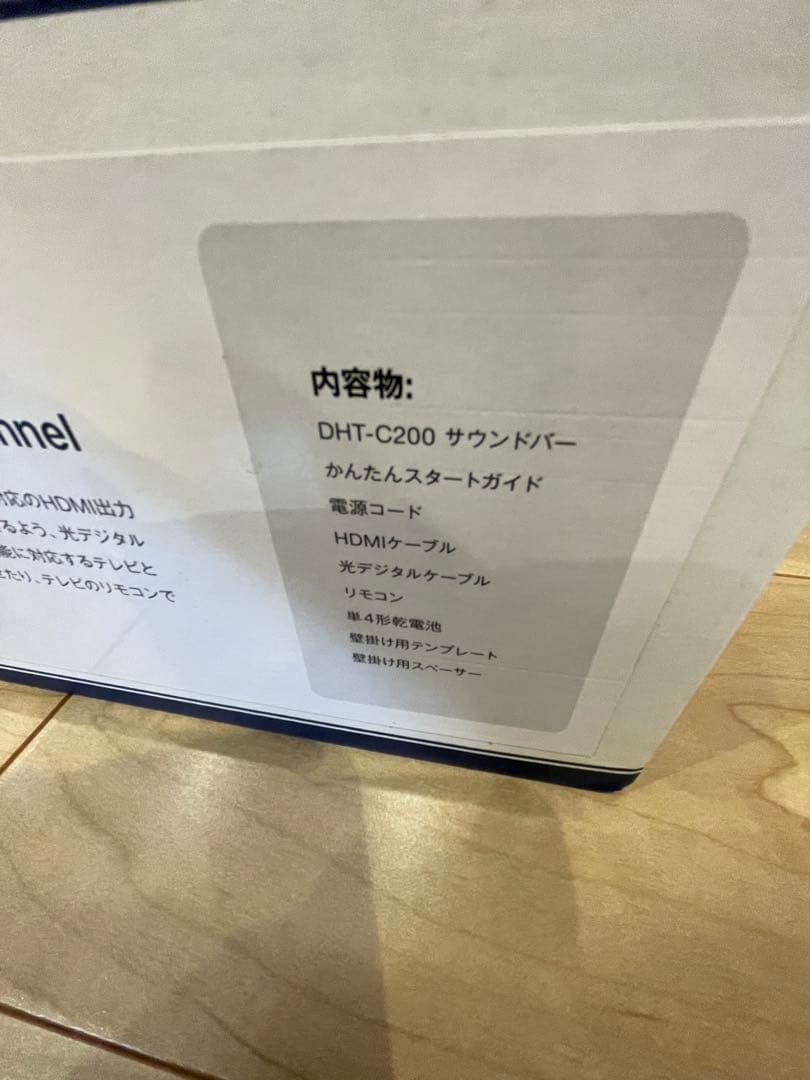 nnel
対応のHDMI出力
るよう、光デジタル
能に対応するテレビと
たり、テレビのリモコンで
内容物:
DHT-C200 サウンドバー
かんたんスタートガイド
電源コード
HDMIケーブル
光デジタルケーブル
リモコン
単4形乾電池
壁掛け用テンプレート
壁掛け用スペーサー